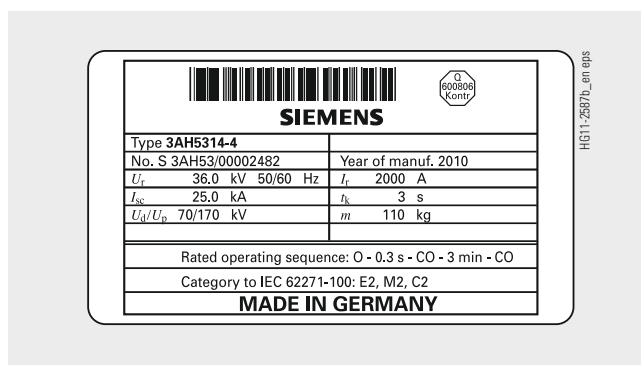 Q
600806
Kontr
SIEMENS
Type 3AH5314-4
No. S 3AH53/00002482 Year of manuf. 2010
Ur 36.0 kV 50/60 Hz Ir 2000 A
Isc 25.0 kA tk 3 s
Ud/Up 70/170 kV m 110 kg
Rated operating sequence: O - 0.3 s - CO - 3 min - CO
Category to IEC 62271-100: E2, M2, C2
MADE IN GERMANY
HG11-2587b_en eps